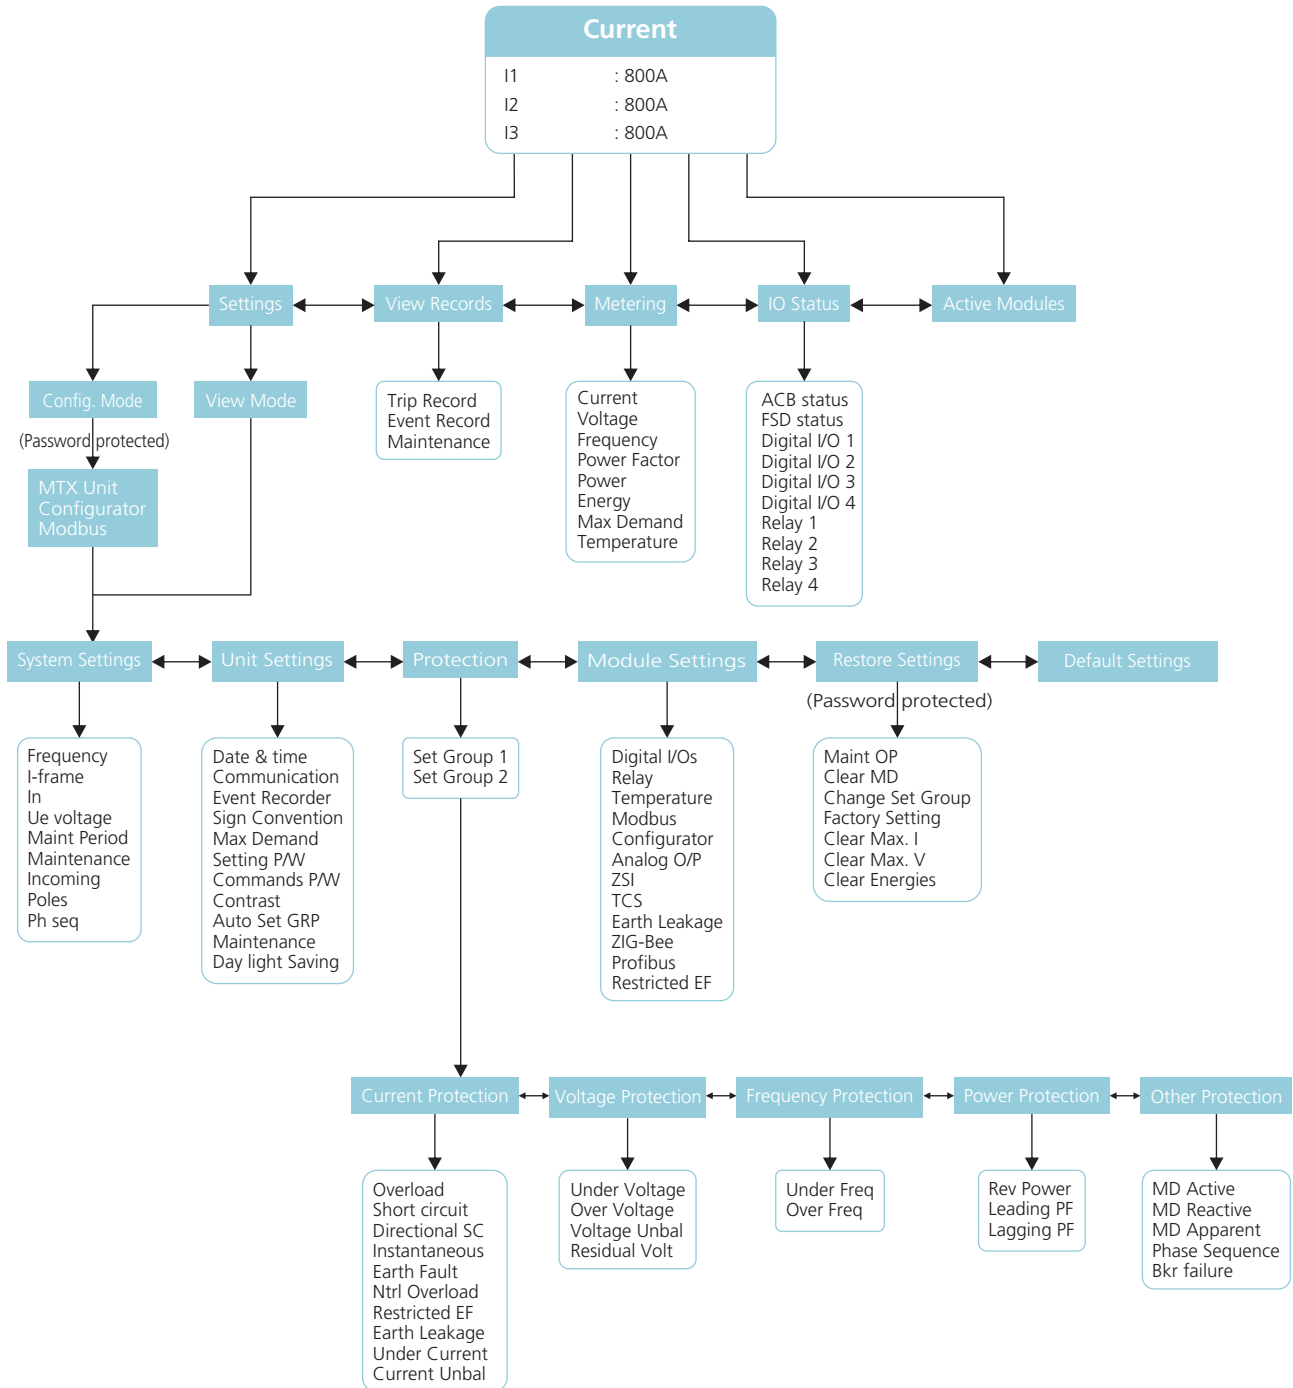 Current
I1 : 800A
I2 : 800A
I3 : 800A
Settings
View Records
Metering
IO Status
Active Modules
Config. Mode
(Password protected)
MTX Unit
Configurator
Modbus
View Mode
Trip Record
Event Record
Maintenance
Current
Voltage
Frequency
Power Factor
Power
Energy
Max Demand
Temperature
ACB status
FSD status
Digital I/O 1
Digital I/O 2
Digital I/O 3
Digital I/O 4
Relay 1
Relay 2
Relay 3
Relay 4
System Settings
Unit Settings
Protection
Module Settings
Restore Settings
Default Settings
(Password protected)
Frequency
I-frame
In
Ue voltage
Maint Period
Maintenance
Incoming
Poles
Ph seq
Date & time
Communication
Event Recorder
Sign Convention
Max Demand
Setting P/W
Commands P/W
Contrast
Auto Set GRP
Maintenance
Day light Saving
Set Group 1
Set Group 2
Digital I/Os
Relay
Temperature
Modbus
Configurator
Analog O/P
ZSI
TCS
Earth Leakage
ZIG-Bee
Profibus
Restricted EF
Maint OP
Clear MD
Change Set Group
Factory Setting
Clear Max. I
Clear Max. V
Clear Energies
Current Protection
Voltage Protection
Frequency Protection
Power Protection
Other Protection
Overload
Short circuit
Directional SC
Instantaneous
Earth Fault
Ntrl Overload
Restricted EF
Earth Leakage
Under Current
Current Unbal
Under Voltage
Over Voltage
Voltage Unbal
Residual Volt
Under Freq
Over Freq
Rev Power
Leading PF
Lagging PF
MD Active
MD Reactive
MD Apparent
Phase Sequence
Bkr failure